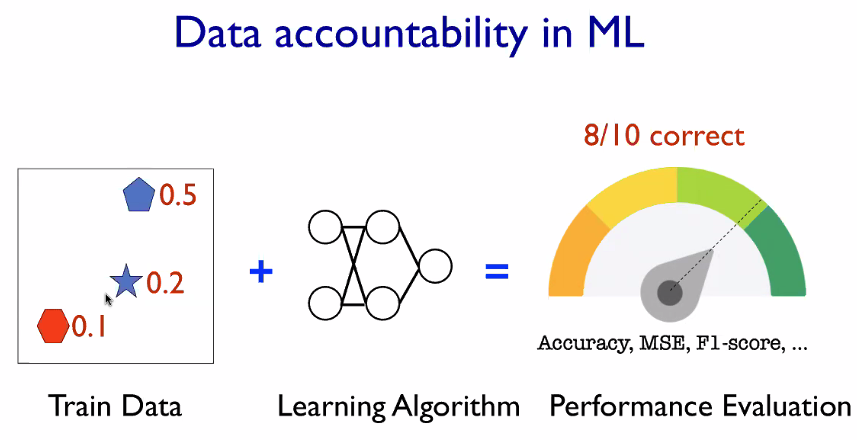 Data accountability in ML
8/10 correct
0.5
0.2
0.1
+
=
Accuracy, MSE, F1-score, ...
Train Data
Learning Algorithm
Performance Evaluation